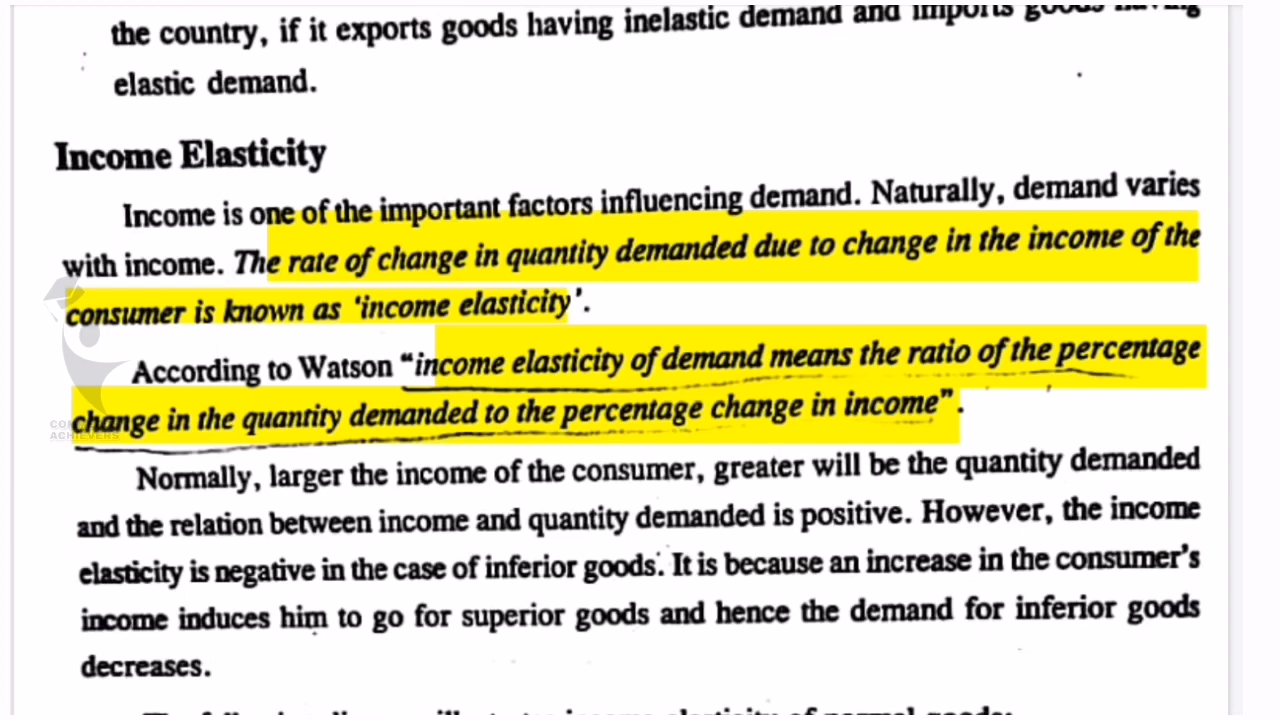 the country, if it exports goods having inelastic demand and imports goods having
elastic demand.
Income Elasticity
Income is one of the important factors influencing demand. Naturally, demand varies
with income. The rate of change in quantity demanded due to change in the income of the
consumer is known as ‘income elasticity’.
According to Watson “income elasticity of demand means the ratio of the percentage
change in the quantity demanded to the percentage change in income”.
ACHIEVERS
Normally, larger the income of the consumer, greater will be the quantity demanded
and the relation between income and quantity demanded is positive. However, the income
elasticity is negative in the case of inferior goods. It is because an increase in the consumer's
income induces him to go for superior goods and hence the demand for inferior goods
decreases.
income elasticity of normal goods: